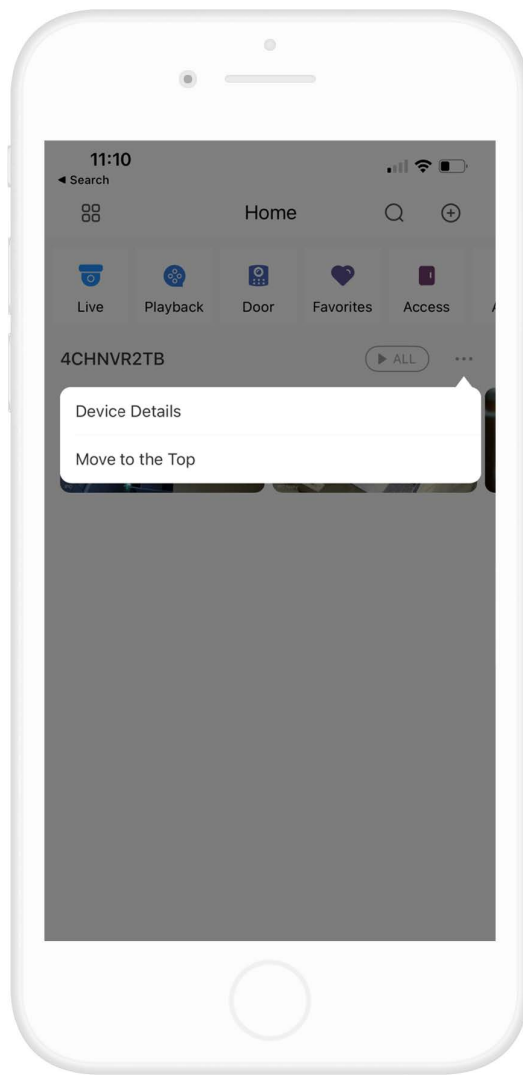 11:10
◀ Search
Home
Live Playback Door Favorites Access
4CHNVR2TB ALL ...
Device Details
Move to the Top